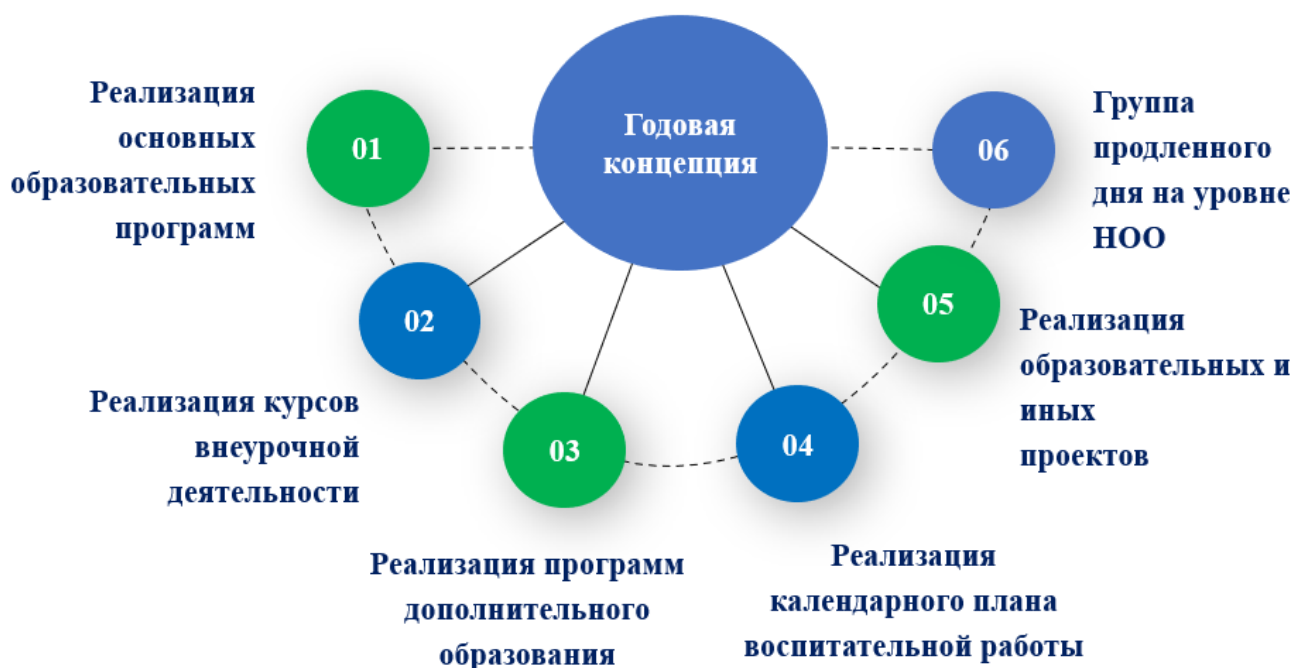 Годовая
концепция
01
Реализация
основных
образовательных
программ
02
Реализация курсов
внеурочной
деятельности
03
Реализация программ
дополнительного
образования
04
Реализация
календарного плана
воспитательной работы
05
Реализация
образовательных и
иных
проектов
06
Группа
продленного
дня на уровне
НОО